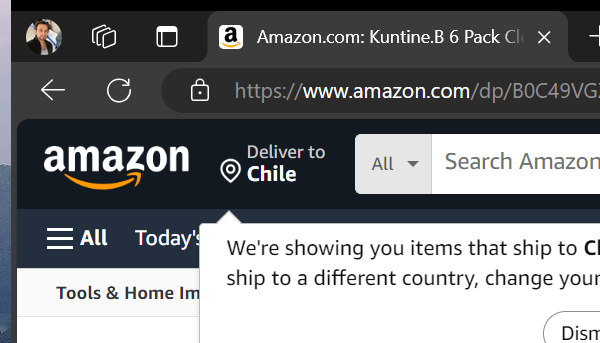 Amazon.com: Kuntine.B 6 Pack Cle
https://www.amazon.com/dp/B0C49VG
amazon
Deliver to
Chile
All
Search Amazon
All
Today's
We're showing you items that ship to
ship to a different country, change your
Tools & Home Im
Dism